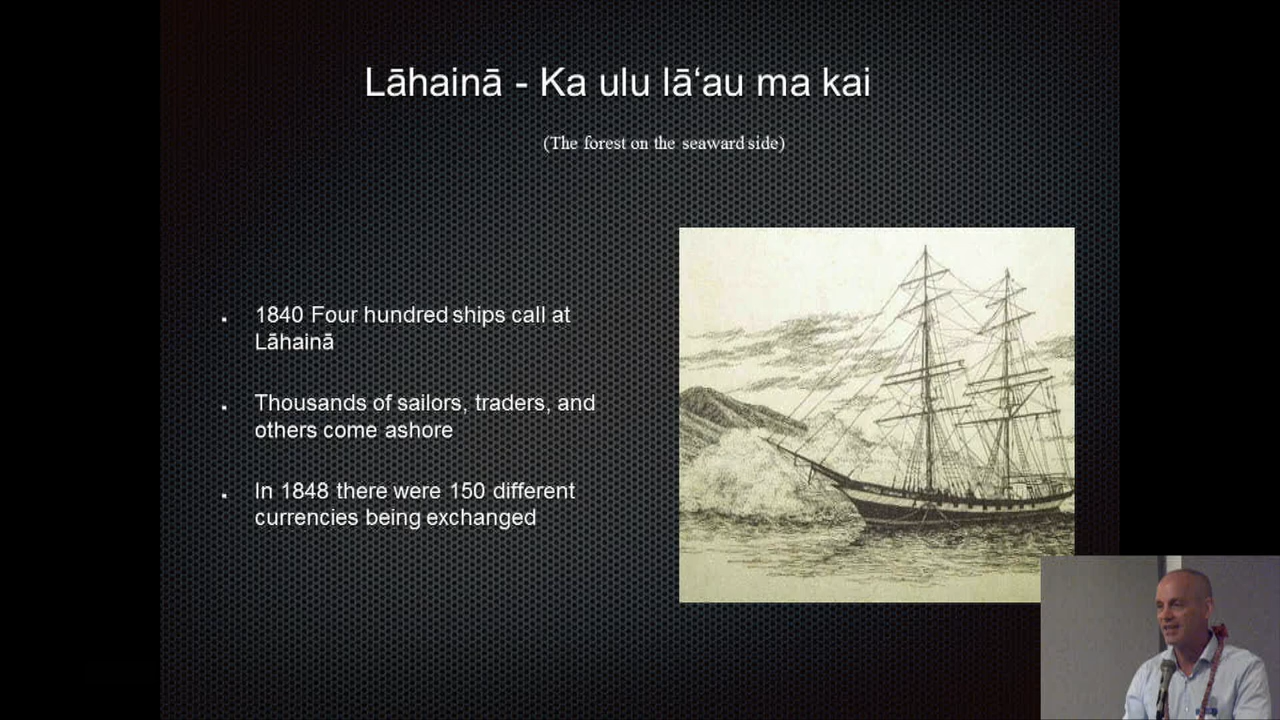 Lāhainā - Ka ulu lāʻau ma kai
(The forest on the seaward side)
1840 Four hundred ships call at
Lāhainā
Thousands of sailors, traders, and
others come ashore
In 1848 there were 150 different
currencies being exchanged